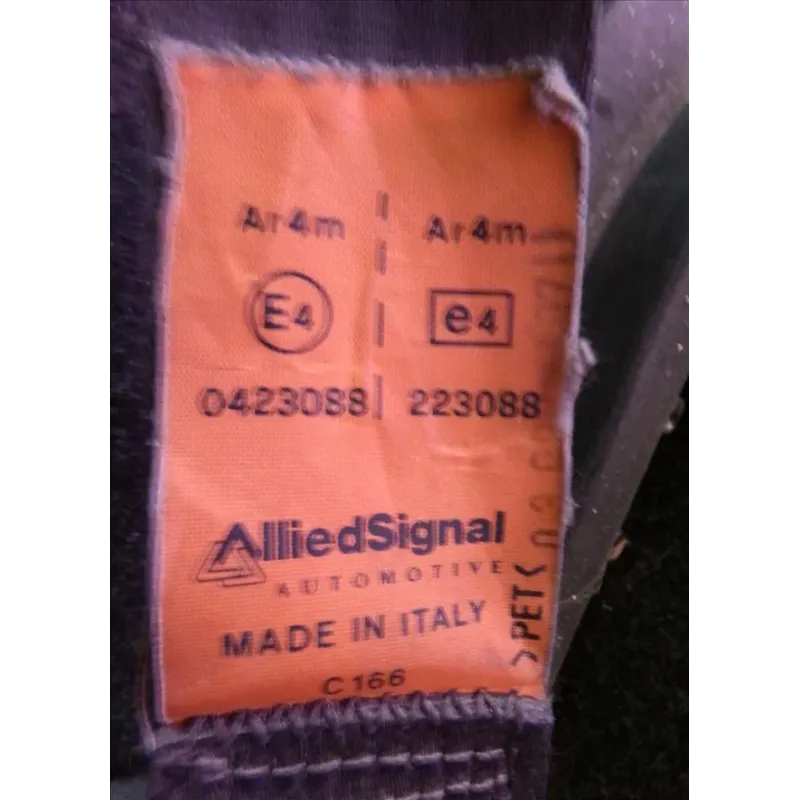 Ar4m Ar4m
E4 e4
0423088 223088
AlliedSignal
AUTOMOTIVE
MADE IN ITALY
C 166
>PET<